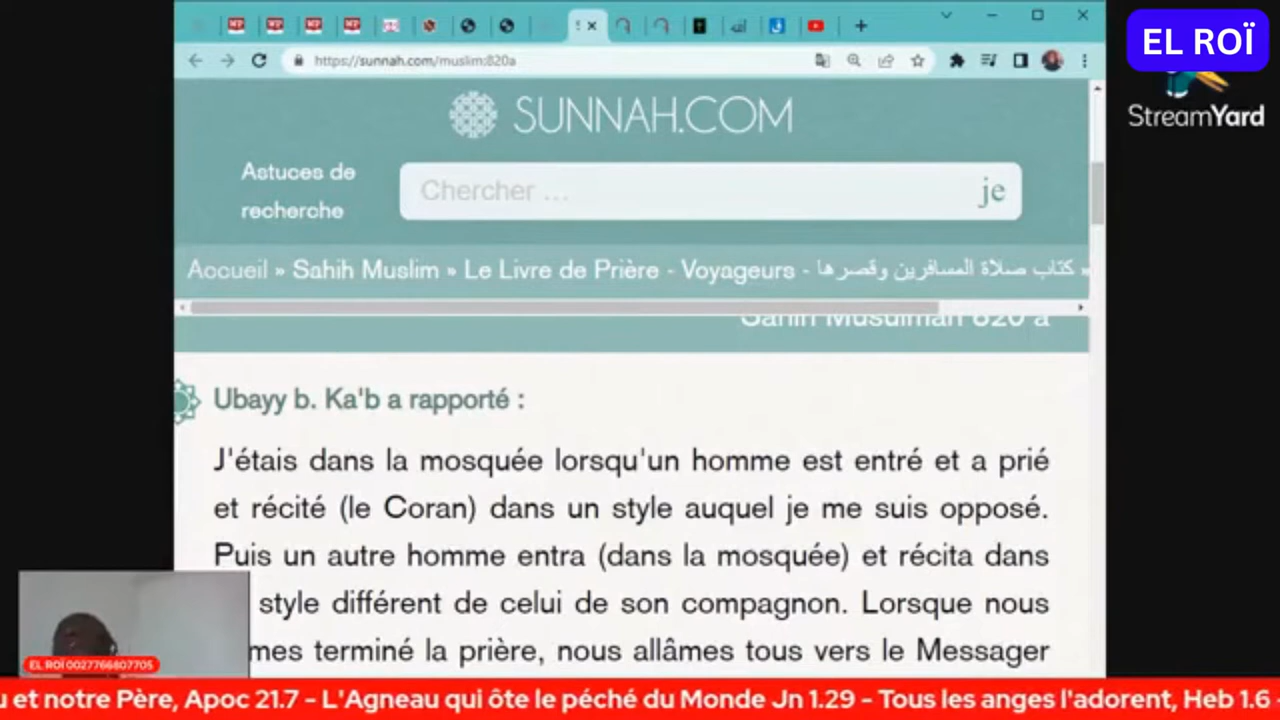 EL ROÏ
https://sunnah.com/muslim:820a
StreamYard
SUNNAH.COM
Astuces de
recherche
Chercher ...
je
Accueil » Sahih Muslim » Le Livre de Prière - Voyageurs - كتاب صلاة المسافرين وقصرها »
Sahih Musulman 820 a
Ubayy b. Ka'b a rapporté :
J'étais dans la mosquée lorsqu'un homme est entré et a prié
et récité (le Coran) dans un style auquel je me suis opposé.
Puis un autre homme entra (dans la mosquée) et récita dans
style différent de celui de son compagnon. Lorsque nous
mes terminé la prière, nous allâmes tous vers le Messager
EL ROÏ 0027766807705
u et notre Père, Apoc 21.7 - L'Agneau qui ôte le péché du Monde Jn 1.29 - Tous les anges l'adorent, Heb 1.6 -